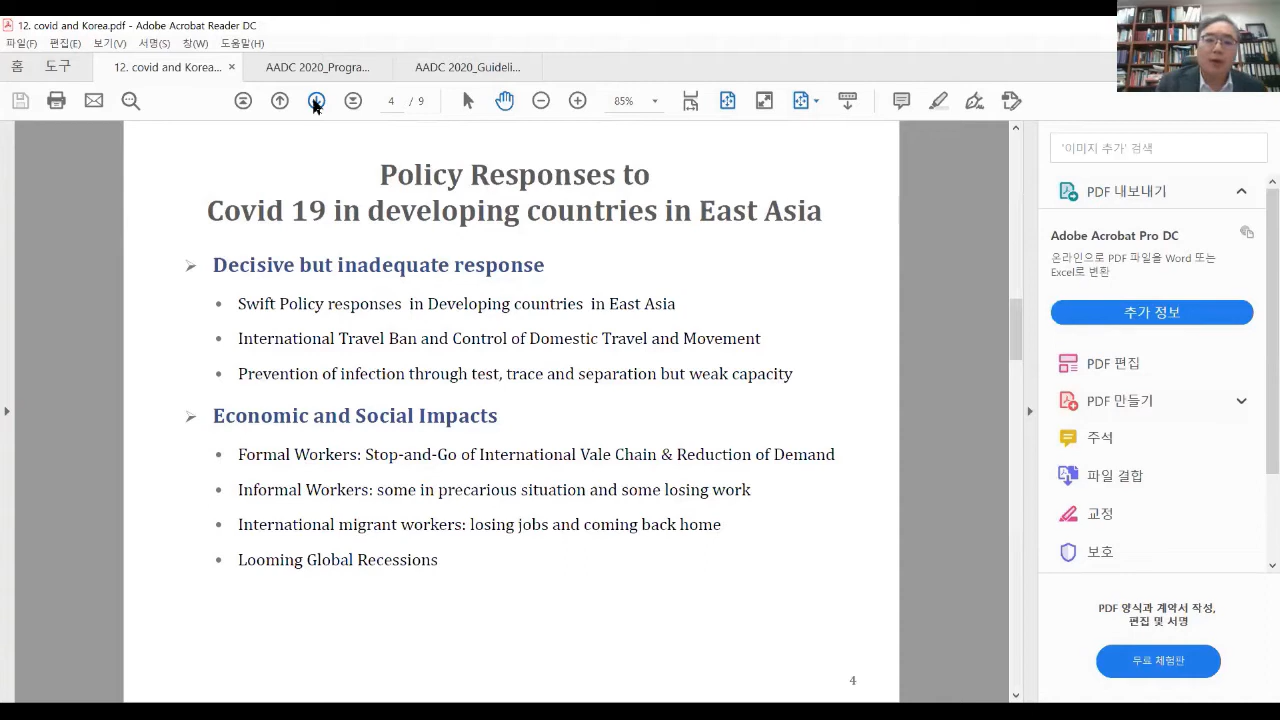 12. covid and Korea.pdf - Adobe Acrobat Reader DC
파일(F) 편집(E) 보기(V) 서명(S) 창(W) 도움말(H)
홈 도구 12. covid and Korea... × AADC 2020_Progra... AADC 2020_Guideli...
4 / 9 85%
Policy Responses to
Covid 19 in developing countries in East Asia
➢ Decisive but inadequate response
• Swift Policy responses in Developing countries in East Asia
• International Travel Ban and Control of Domestic Travel and Movement
• Prevention of infection through test, trace and separation but weak capacity
➢ Economic and Social Impacts
• Formal Workers: Stop-and-Go of International Vale Chain & Reduction of Demand
• Informal Workers: some in precarious situation and some losing work
• International migrant workers: losing jobs and coming back home
• Looming Global Recessions
4
'이미지 추가' 검색
PDF 내보내기
Adobe Acrobat Pro DC
온라인으로 PDF 파일을 Word 또는
Excel로 변환
추가 정보
PDF 편집
PDF 만들기
주석
파일 결합
교정
보호
PDF 양식과 계약서 작성,
편집 및 서명
무료 체험판